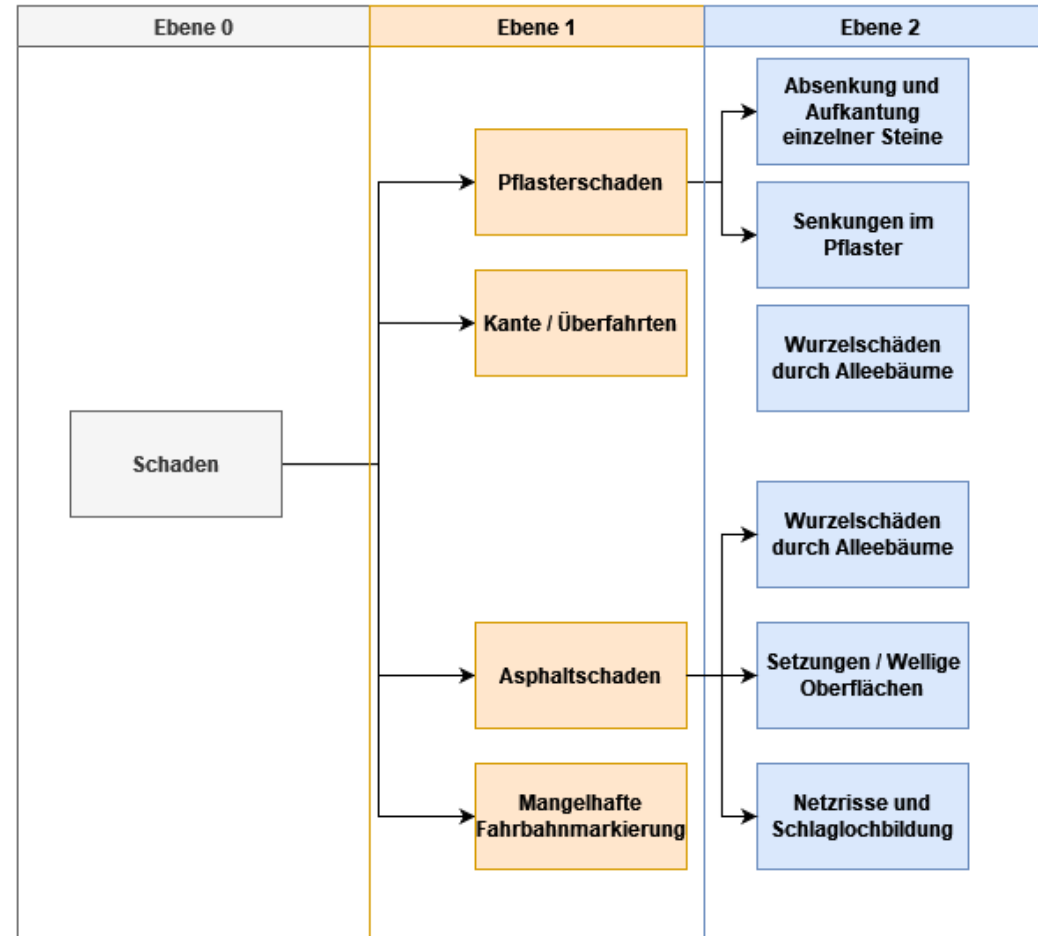 Ebene 0
Ebene 1
Ebene 2
Absenkung und
Aufkantung
einzelner Steine
Pflasterschaden
Senkungen im
Pflaster
Kante / Überfahrten
Wurzelschäden
durch Alleebäume
Schaden
Wurzelschäden
durch Alleebäume
Asphaltschaden
Setzungen / Wellige
Oberflächen
Mangelhafte
Fahrbahnmarkierung
Netzrisse und
Schlaglochbildung